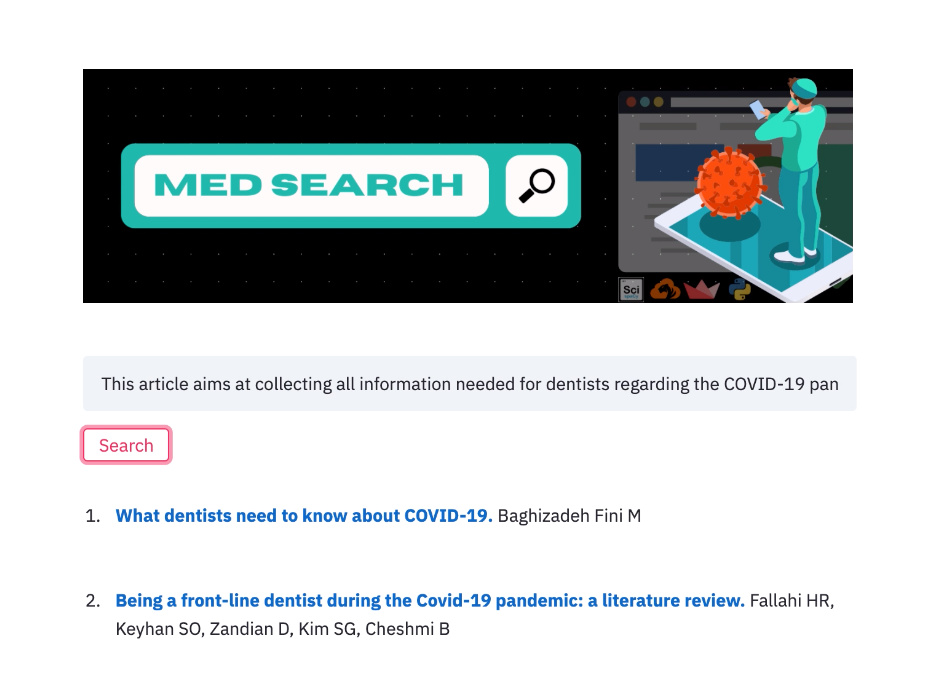 MED SEARCH
Sci
This article aims at collecting all information needed for dentists regarding the COVID-19 pan
Search
1. What dentists need to know about COVID-19. Baghizadeh Fini M
2. Being a front-line dentist during the Covid-19 pandemic: a literature review. Fallahi HR,
Keyhan SO, Zandian D, Kim SG, Cheshmi B